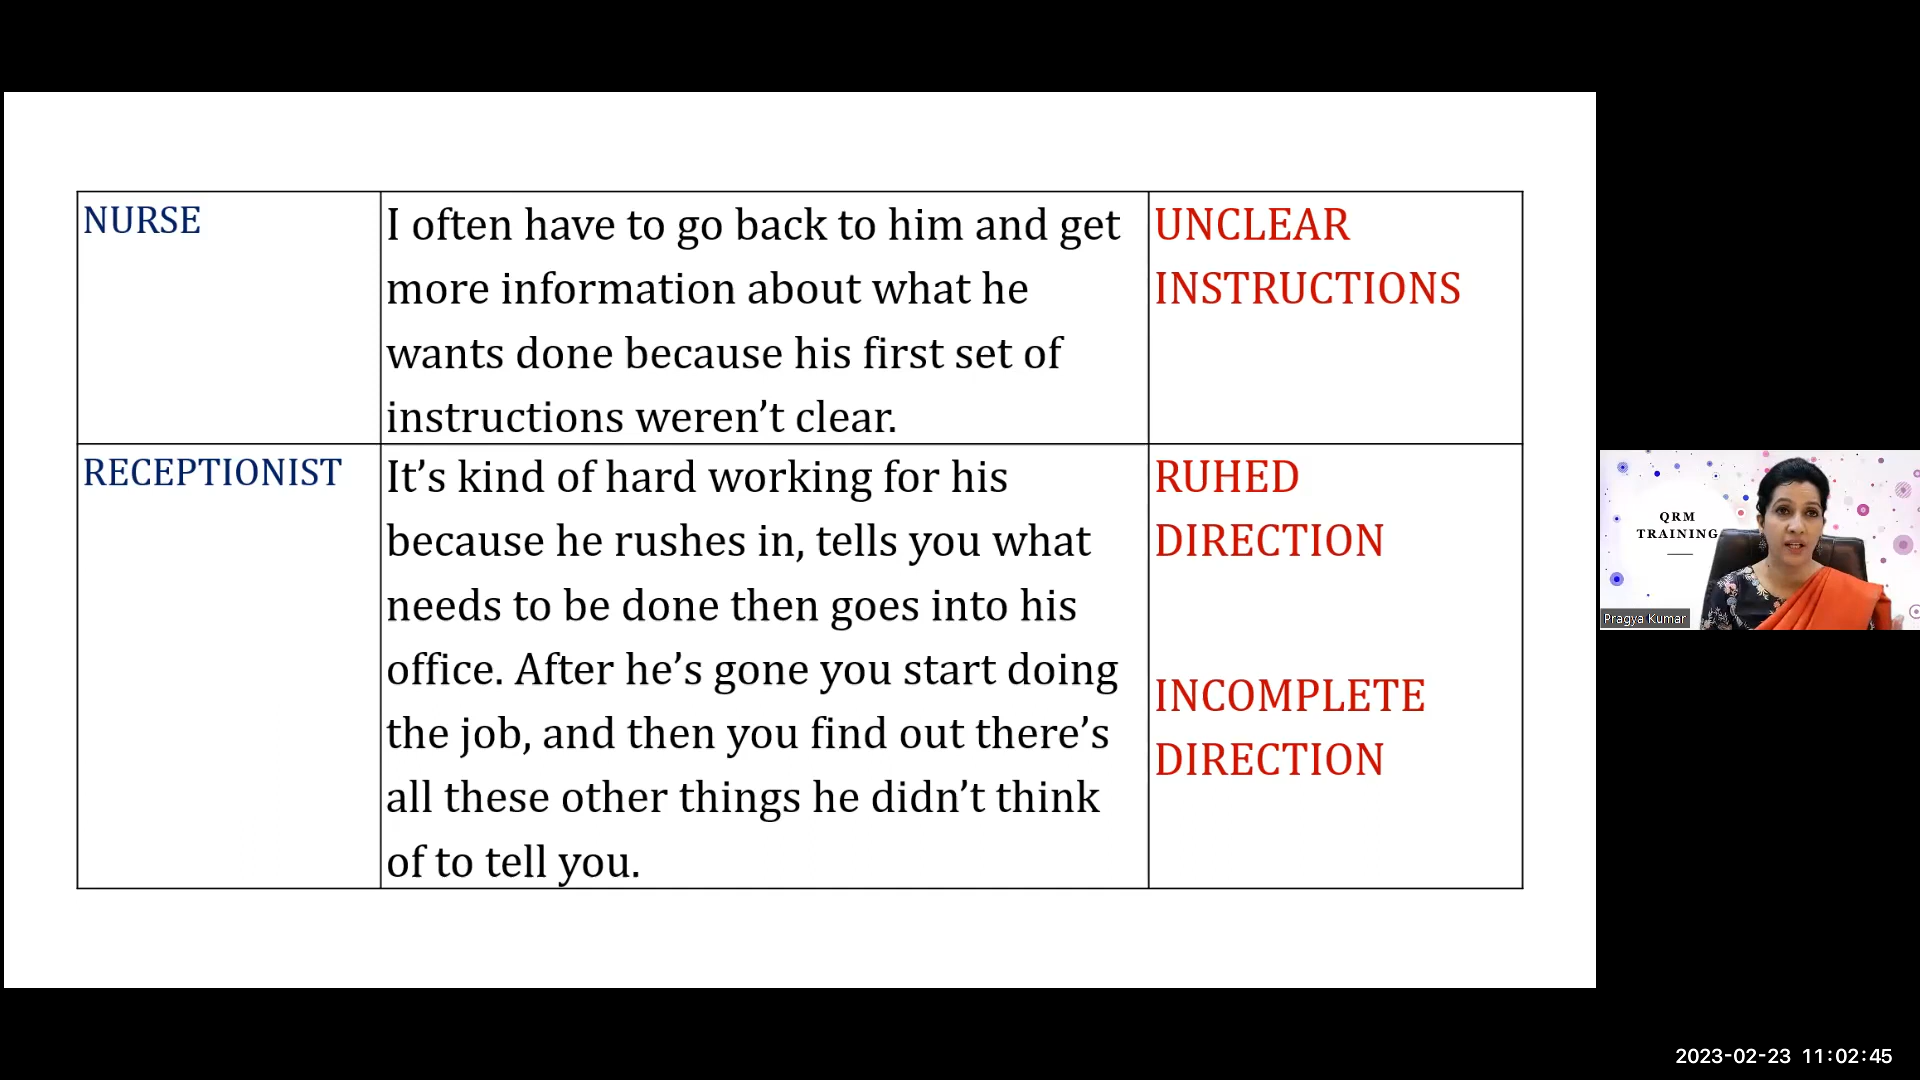 NURSE
I often have to go back to him and get
more information about what he
wants done because his first set of
instructions weren’t clear.
UNCLEAR
INSTRUCTIONS
RECEPTIONIST
It’s kind of hard working for his
because he rushes in, tells you what
needs to be done then goes into his
office. After he’s gone you start doing
the job, and then you find out there’s
all these other things he didn’t think
of to tell you.
RUHED
DIRECTION
INCOMPLETE
DIRECTION
QRM
TRAINING
Pragya Kumar
2023-02-23 11:02:45